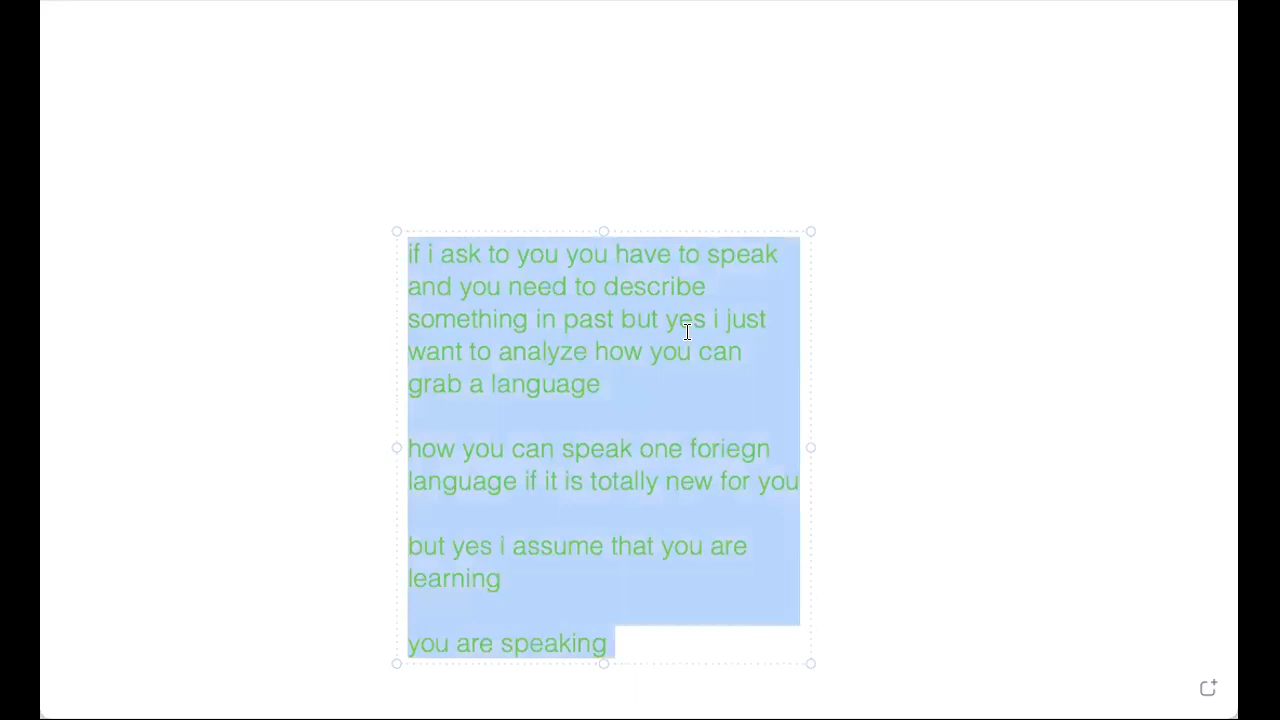 if i ask to you you have to speak
and you need to describe
something in past but yes i just
want to analyze how you can
grab a language
how you can speak one foriegn
language if it is totally new for you
but yes i assume that you are
learning
you are speaking